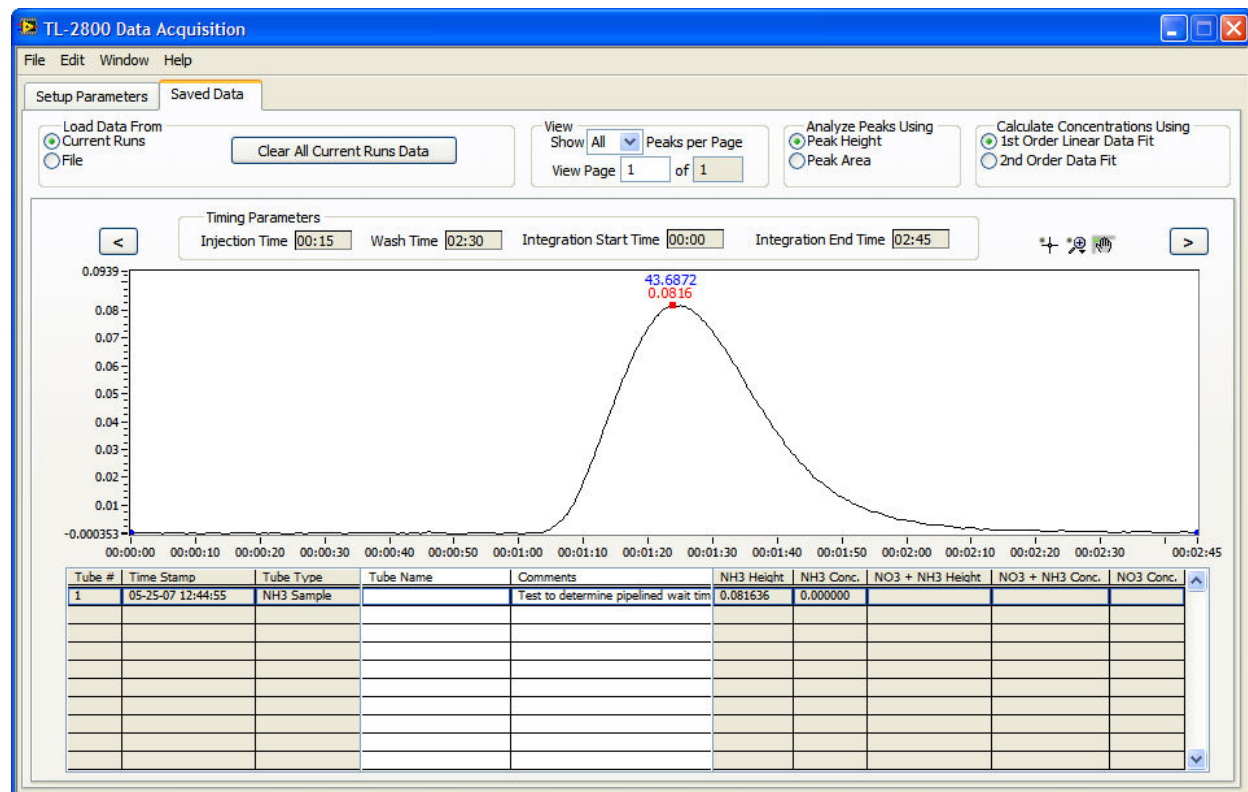 TL-2800 Data Acquisition
File Edit Window Help
Setup Parameters Saved Data
Load Data From
Current Runs
File
Clear All Current Runs Data
View
Show All Peaks per Page
View Page 1 of 1
Analyze Peaks Using
Peak Height
Peak Area
Calculate Concentrations Using
1st Order Linear Data Fit
2nd Order Data Fit
Timing Parameters
< Injection Time 00:15 Wash Time 02:30 Integration Start Time 00:00 Integration End Time 02:45 >
43.6872
0.0816
0.0939
0.08
0.07
0.06
0.05
0.04
0.03
0.02
0.01
-0.000353
00:00:00 00:00:10 00:00:20 00:00:30 00:00:40 00:00:50 00:01:00 00:01:10 00:01:20 00:01:30 00:01:40 00:01:50 00:02:00 00:02:10 00:02:20 00:02:30 00:02:45
Tube # Time Stamp Tube Type Tube Name Comments NH3 Height NH3 Conc. NO3 + NH3 Height NO3 + NH3 Conc. NO3 Conc.
1 05-25-07 12:44:55 NH3 Sample Test to determine pipelined wait tim 0.081636 0.000000